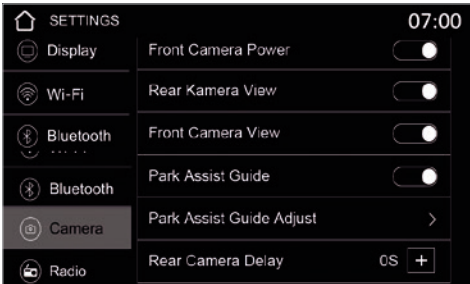 SETTINGS
07:00
Display
Wi-Fi
Bluetooth
Bluetooth
Camera
Radio
Front Camera Power
Rear Kamera View
Front Camera View
Park Assist Guide
Park Assist Guide Adjust
Rear Camera Delay
0S +